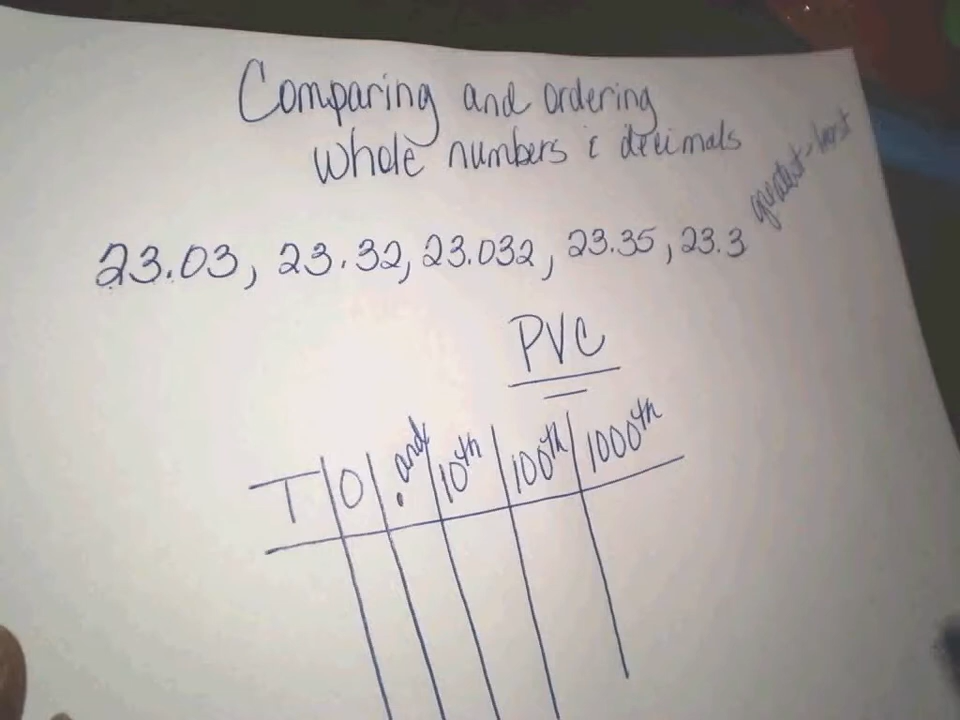 Comparing and ordering
whole numbers & decimals
greatest - least
23.03, 23.32, 23.032, 23.35, 23.3
PVC
T O . and 10th 100th 1000th